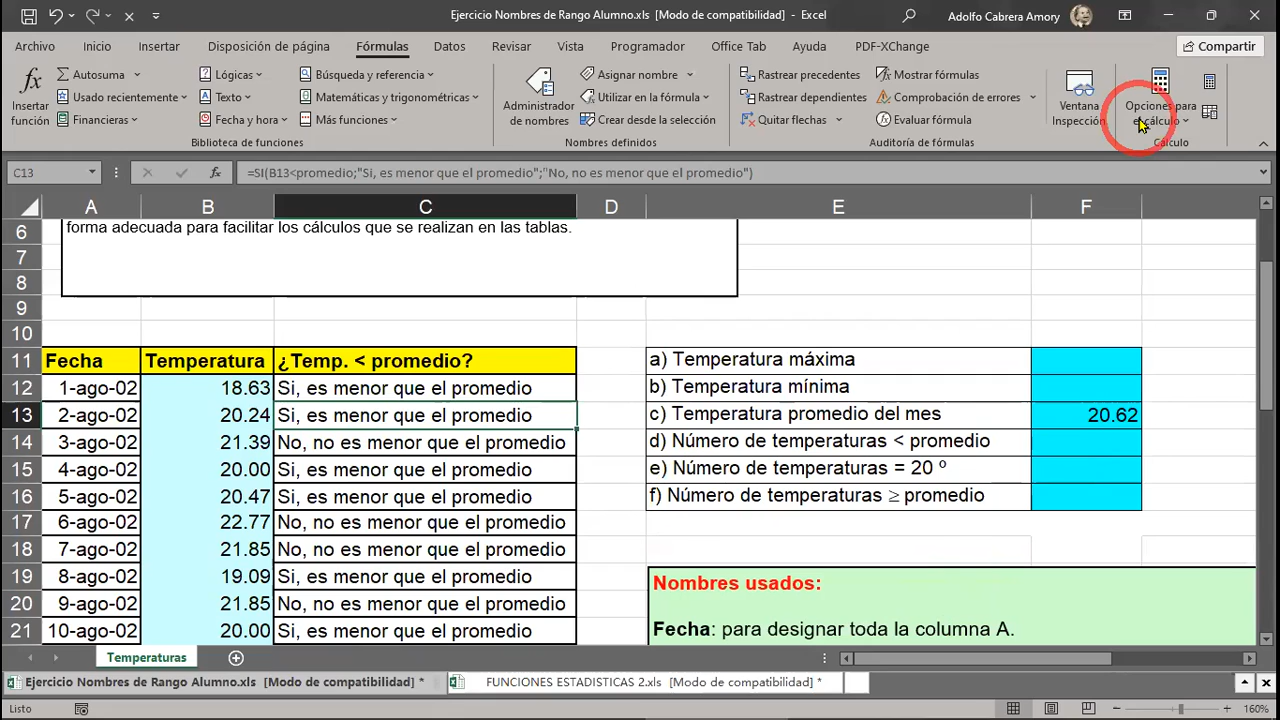 Ejercicio Nombres de Rango Alumno.xls [Modo de compatibilidad] - Excel
Adolfo Cabrera Amory
Archivo Inicio Insertar Disposición de página Fórmulas Datos Revisar Vista Programador Office Tab Ayuda PDF-XChange Compartir
Insertar función
Autosuma
Usado recientemente
Financieras
Lógicas
Texto
Fecha y hora
Búsqueda y referencia
Matemáticas y trigonométricas
Más funciones
Biblioteca de funciones
Administrador de nombres
Asignar nombre
Utilizar en la fórmula
Crear desde la selección
Nombres definidos
Rastrear precedentes
Rastrear dependientes
Quitar flechas
Mostrar fórmulas
Comprobación de errores
Evaluar fórmula
Auditoría de fórmulas
Ventana Inspección
Opciones para el cálculo
Cálculo
C13 =SI(B13<promedio;"Si, es menor que el promedio";"No, no es menor que el promedio")
A B C D E F
6 forma adecuada para facilitar los cálculos que se realizan en las tablas.
7
8
9
10
11 Fecha Temperatura ¿Temp. < promedio? a) Temperatura máxima
12 1-ago-02 18.63 Si, es menor que el promedio b) Temperatura mínima
13 2-ago-02 20.24 Si, es menor que el promedio c) Temperatura promedio del mes 20.62
14 3-ago-02 21.39 No, no es menor que el promedio d) Número de temperaturas < promedio
15 4-ago-02 20.00 Si, es menor que el promedio e) Número de temperaturas = 20 º
16 5-ago-02 20.47 Si, es menor que el promedio f) Número de temperaturas ≥ promedio
17 6-ago-02 22.77 No, no es menor que el promedio
18 7-ago-02 21.85 No, no es menor que el promedio
19 8-ago-02 19.09 Si, es menor que el promedio Nombres usados:
20 9-ago-02 21.85 No, no es menor que el promedio
21 10-ago-02 20.00 Si, es menor que el promedio Fecha: para designar toda la columna A.
Temperaturas
Ejercicio Nombres de Rango Alumno.xls [Modo de compatibilidad] * FUNCIONES ESTADISTICAS 2.xls [Modo de compatibilidad] *
Listo 160%